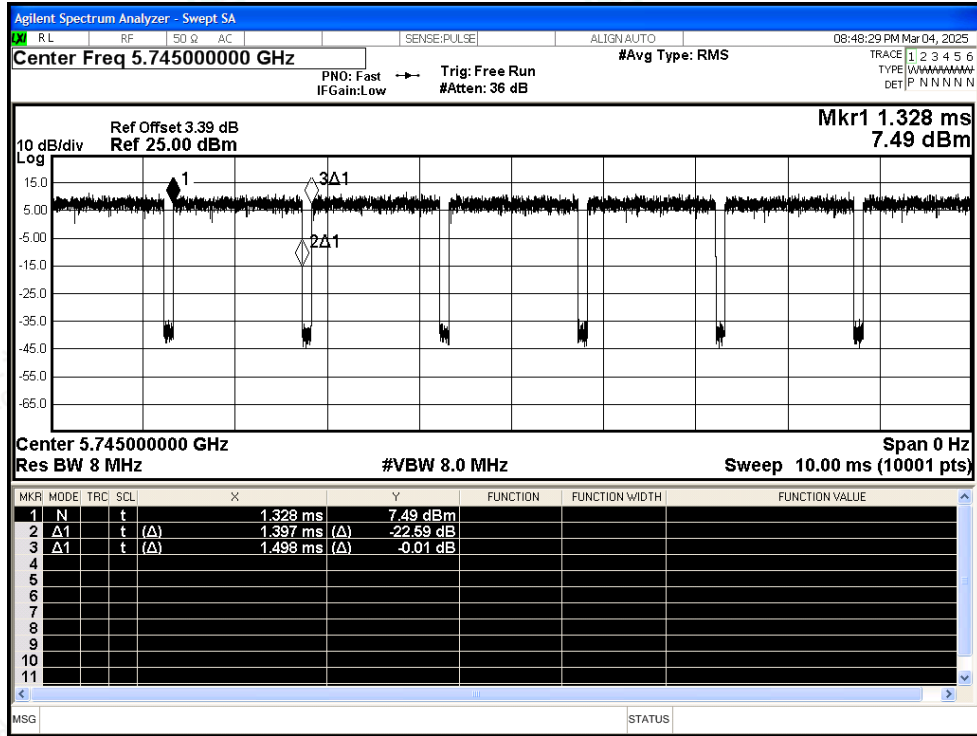 Agilent Spectrum Analyzer - Swept SA
LXI RL RF 50 Ω AC SENSE:PULSE ALIGN AUTO 08:48:29 PM Mar 04, 2025
Center Freq 5.745000000 GHz #Avg Type: RMS TRACE 1 2 3 4 5 6
PNO: Fast Trig: Free Run TYPE
IFGain:Low #Atten: 36 dB DET P N N N N N
Mkr1 1.328 ms
7.49 dBm
Ref Offset 3.39 dB
10 dB/div Ref 25.00 dBm
Log
15.0
5.00
-5.00
-15.0
-25.0
-35.0
-45.0
-55.0
-65.0
1
3Δ1
2Δ1
Center 5.745000000 GHz Span 0 Hz
Res BW 8 MHz #VBW 8.0 MHz Sweep 10.00 ms (10001 pts)
MKR MODE TRC SCL X Y FUNCTION FUNCTION WIDTH FUNCTION VALUE
1 N t 1.328 ms 7.49 dBm
2 Δ1 t (Δ) 1.397 ms (Δ) -22.59 dB
3 Δ1 t (Δ) 1.498 ms (Δ) -0.01 dB
4
5
6
7
8
9
10
11
MSG STATUS